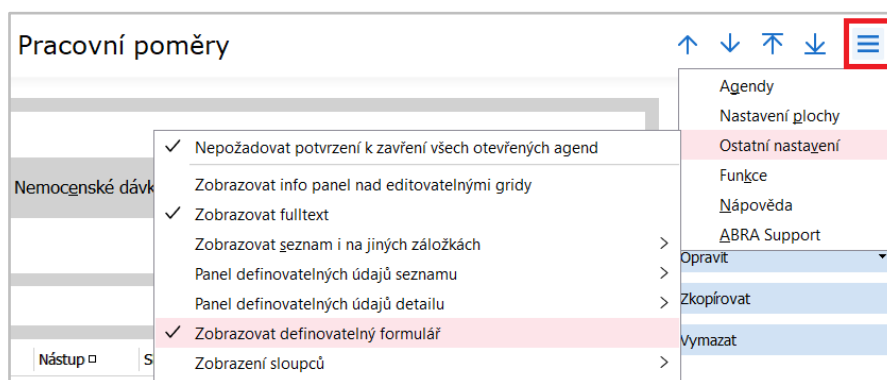 Pracovní poměry
Agendy
Nastavení plochy
Ostatní nastavení
Funkce
Nápověda
ABRA Support
Nepožadovat potvrzení k zavření všech otevřených agend
Zobrazovat info panel nad editovatelnými gridy
Zobrazovat fulltext
Zobrazovat seznam i na jiných záložkách
Panel definovatelných údajů seznamu
Panel definovatelných údajů detailu
Zobrazovat definovatelný formulář
Zobrazení sloupců
Nemocenské dávk
Opravit
Zkopírovat
Vymazat
Nástup
S